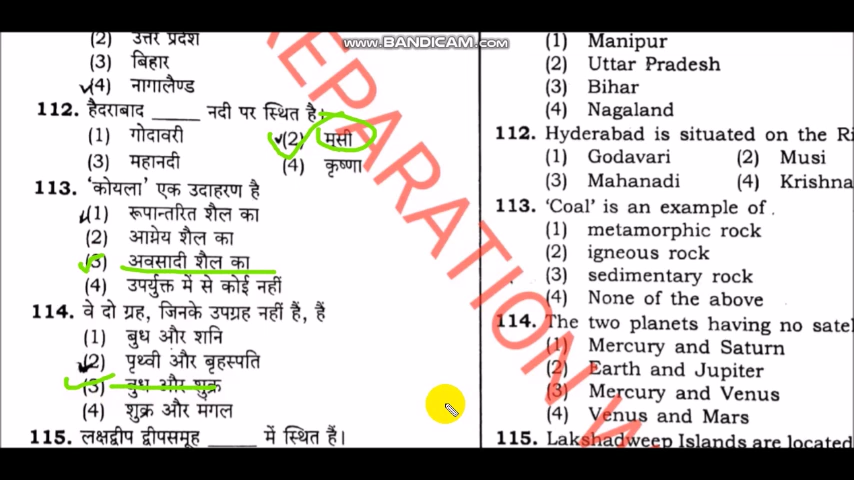 www.BANDICAM.com
(2) उत्तर प्रदेश
(3) बिहार
(4) नागालैण्ड
112. हैदराबाद _____ नदी पर स्थित है।
(1) गोदावरी (2) मूसी
(3) महानदी (4) कृष्णा
113. ‘कोयला’ एक उदाहरण है
(1) रूपान्तरित शैल का
(2) आग्नेय शैल का
(3) अवसादी शैल का
(4) उपर्युक्त में से कोई नहीं
114. वे दो ग्रह, जिनके उपग्रह नहीं हैं, हैं
(1) बुध और शनि
(2) पृथ्वी और बृहस्पति
(3) बुध और शुक्र
(4) शुक्र और मंगल
115. लक्षद्वीप द्वीपसमूह _____ में स्थित हैं।
(1) Manipur
(2) Uttar Pradesh
(3) Bihar
(4) Nagaland
112. Hyderabad is situated on the Ri
(1) Godavari (2) Musi
(3) Mahanadi (4) Krishna
113. ‘Coal’ is an example of
(1) metamorphic rock
(2) igneous rock
(3) sedimentary rock
(4) None of the above
114. The two planets having no satel
(1) Mercury and Saturn
(2) Earth and Jupiter
(3) Mercury and Venus
(4) Venus and Mars
115. Lakshadweep Islands are located
REPARATION